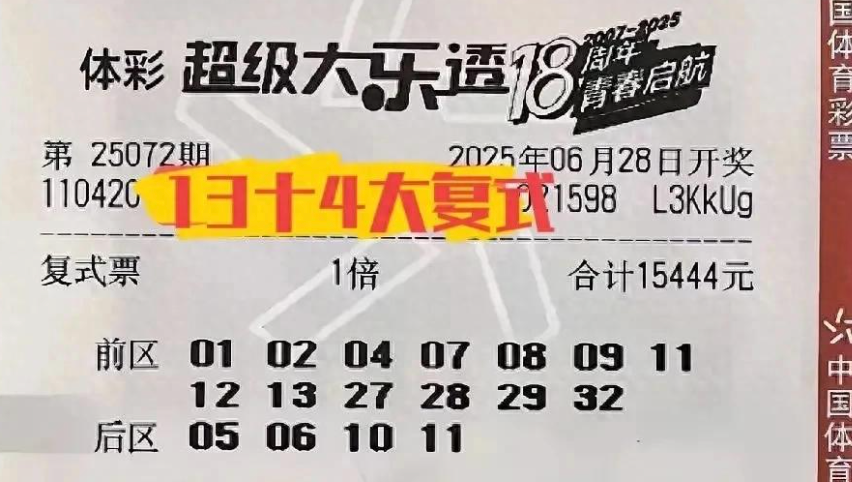 体彩 超级大乐透 18 2007-2025
周年
青春启航
第 25072期 2025年06月28日开奖
110420 13十4大复式 021598 L3KkUg
复式票 1倍 合计15444元
前区 01 02 04 07 08 09 11
12 13 27 28 29 32
后区 05 06 10 11
国体育彩票
中国体育